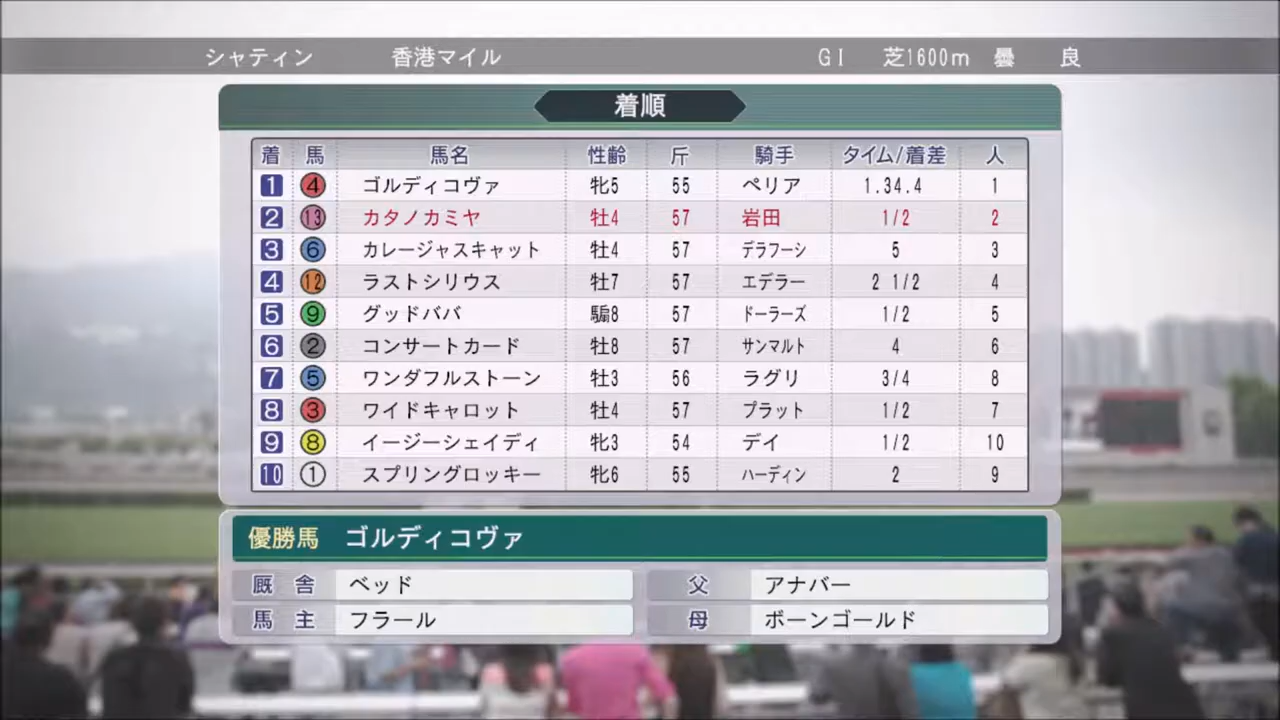 シャティン 香港マイル GⅠ 芝1600m 曇 良
着順
着 馬 馬名 性齢 斤 騎手 タイム/着差 人
1 4 ゴルディコヴァ 牝5 55 ペリア 1.34.4 1
2 13 カタノカミヤ 牡4 57 岩田 1/2 2
3 6 カレージャスキャット 牡4 57 デラフーシ 5 3
4 12 ラストシリウス 牡7 57 エデラー 2 1/2 4
5 9 グッドババ 騸8 57 ドーラーズ 1/2 5
6 2 コンサートカード 牡8 57 サンマルト 4 6
7 5 ワンダフルストーン 牡3 56 ラグリ 3/4 8
8 3 ワイドキャロット 牡4 57 プラット 1/2 7
9 8 イージーシェイディ 牝3 54 デイ 1/2 10
10 1 スプリングロッキー 牝6 55 ハーディン 2 9
優勝馬 ゴルディコヴァ
厩舎 ベッド 父 アナバー
馬主 フラール 母 ボーンゴールド